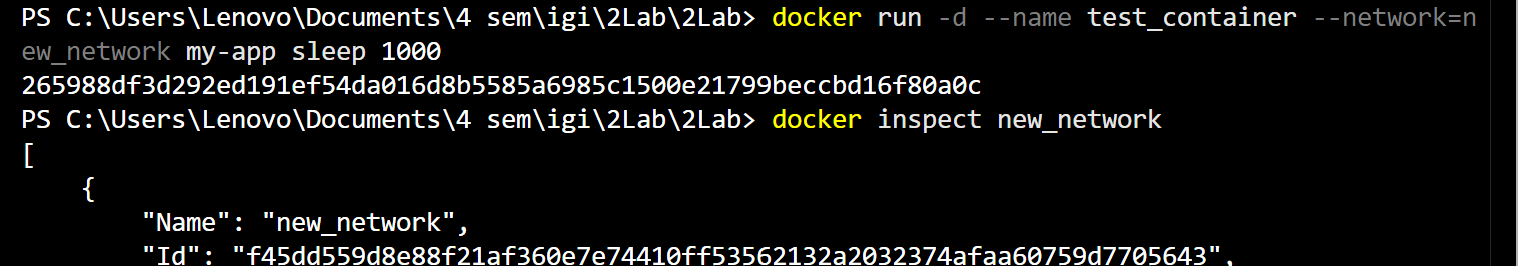 PS C:\Users\Lenovo\Documents\4 sem\igi\2Lab\2Lab> docker run -d --name test_container --network=n
ew_network my-app sleep 1000
265988df3d292ed191ef54da016d8b5585a6985c1500e21799beccbd16f80a0c
PS C:\Users\Lenovo\Documents\4 sem\igi\2Lab\2Lab> docker inspect new_network
[
    {
        "Name": "new_network",
        "Id": "f45dd559d8e88f21af360e7e74410ff53562132a2032374afaa60759d7705643",